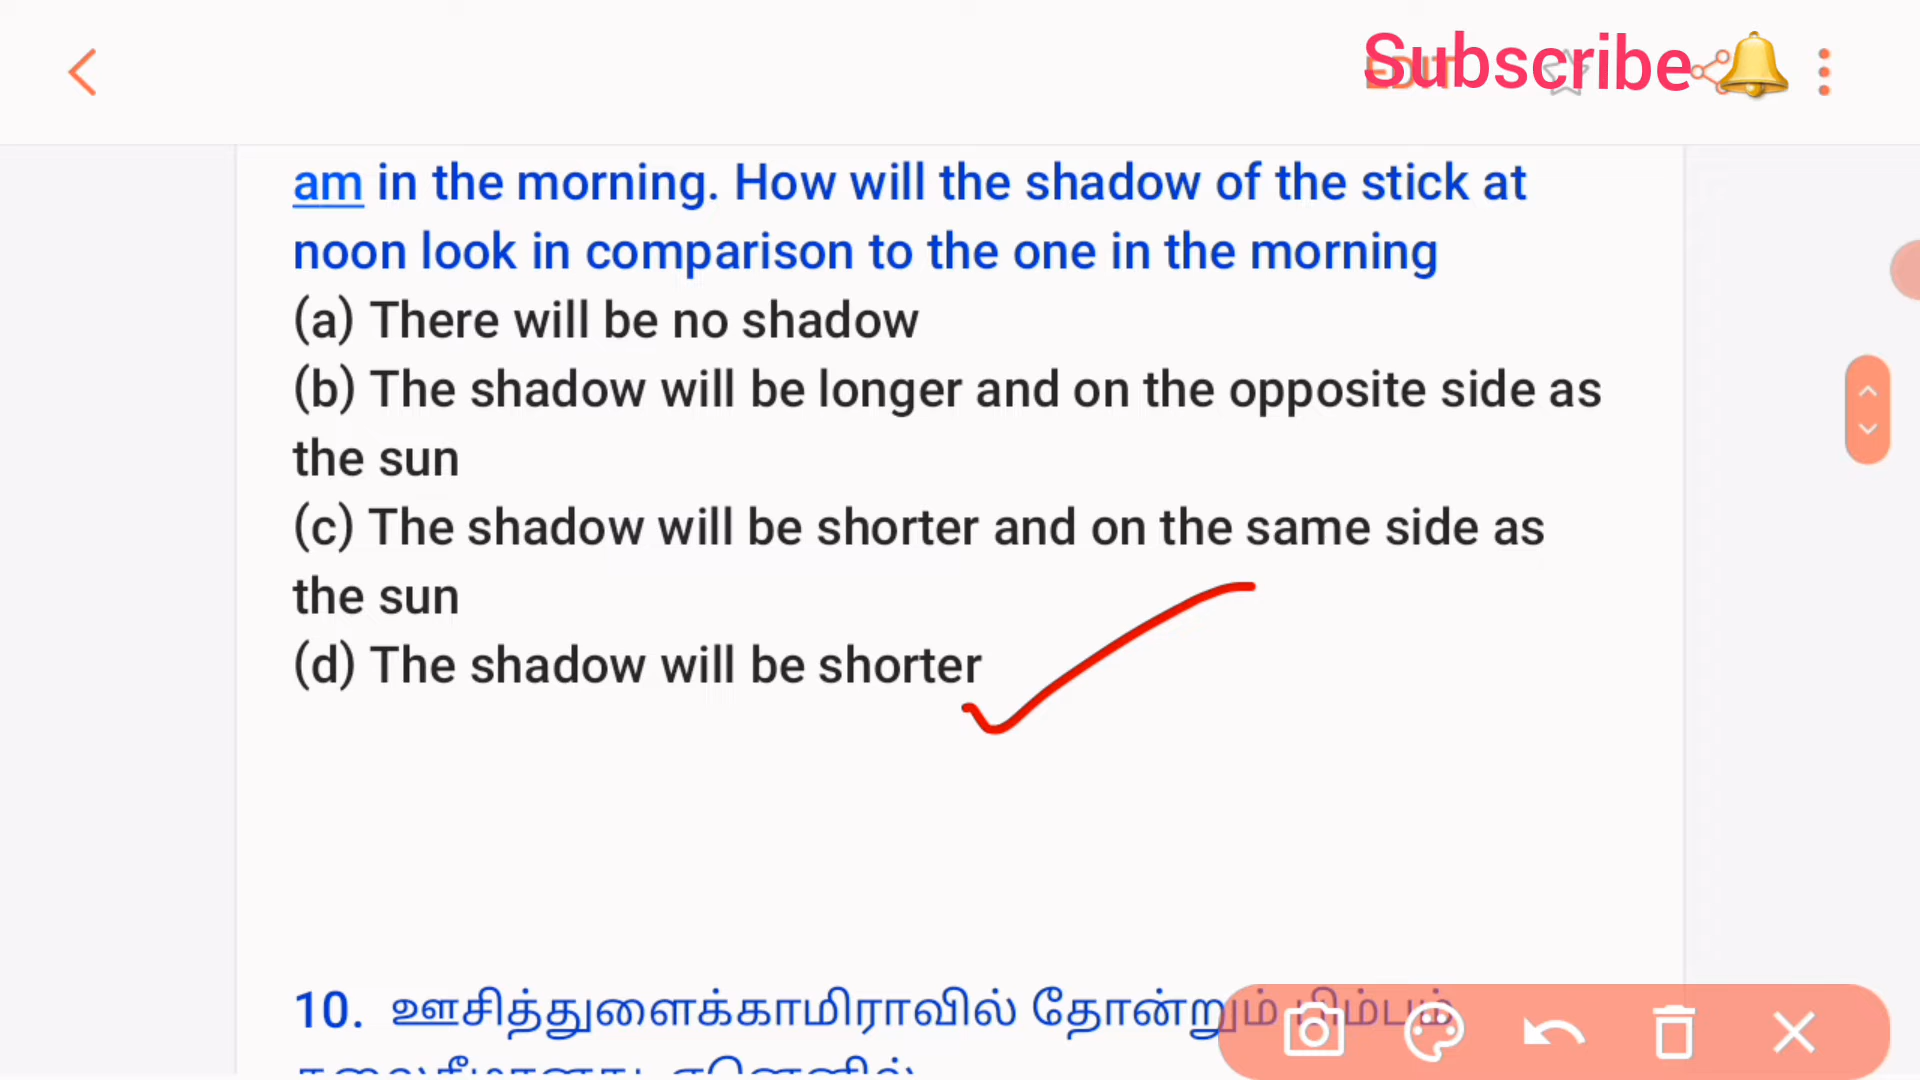 Subscribe 🔔
EDIT
am in the morning. How will the shadow of the stick at
noon look in comparison to the one in the morning
(a) There will be no shadow
(b) The shadow will be longer and on the opposite side as
the sun
(c) The shadow will be shorter and on the same side as
the sun
(d) The shadow will be shorter
10. ஊசித்துளைக்காமிராவில் தோன்றும் பிம்பம்